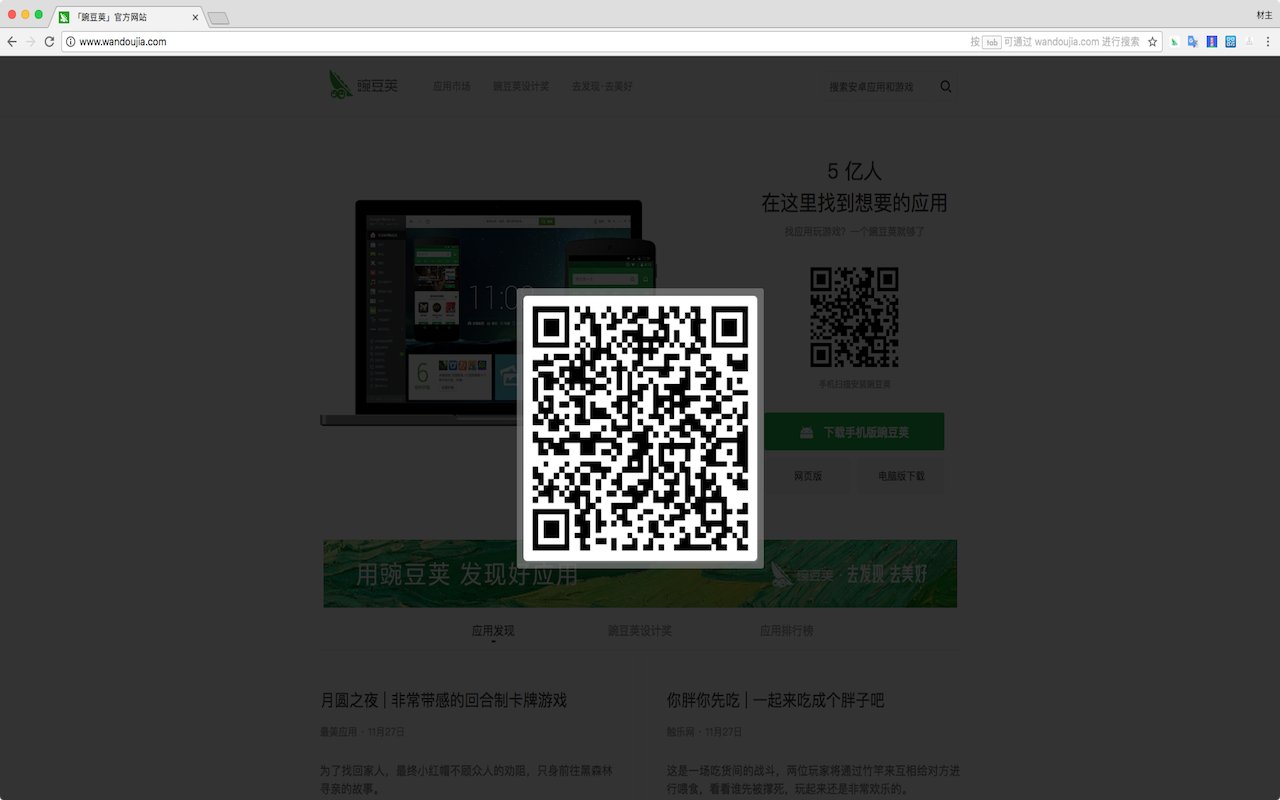 「豌豆荚」官方网站
材主
www.wandoujia.com
按 tab 可通过 wandoujia.com 进行搜索
豌豆荚 应用市场 豌豆荚设计奖 去发现·去美好 搜索安卓应用和游戏
5 亿人
在这里找到想要的应用
找应用玩游戏？一个豌豆荚就够了
11:0
6
手机扫描安装豌豆荚
下载手机版豌豆荚
网页版 电脑版下载
用豌豆荚 发现好应用
豌豆荚·去发现 去美好
应用发现 豌豆荚设计奖 应用排行榜
月圆之夜 | 非常带感的回合制卡牌游戏
最美应用 · 11月27日
为了找回家人，最终小红帽不顾众人的劝阻，只身前往黑森林
寻亲的故事。
你胖你先吃 | 一起来吃成个胖子吧
触乐网 · 11月27日
这是一场吃货间的战斗，两位玩家将通过竹竿来互相给对方进
行喂食，看看谁先被撑死，玩起来还是非常欢乐的。